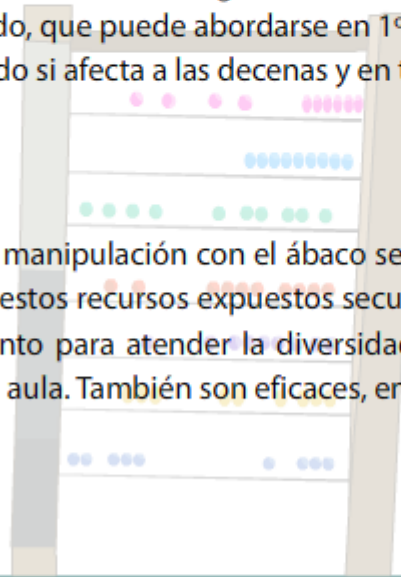 do, que puede abordarse en 1º
do si afecta a las decenas y en
manipulación con el ábaco se
estos recursos expuestos secu
nto para atender la diversidad
aula. También son eficaces, en